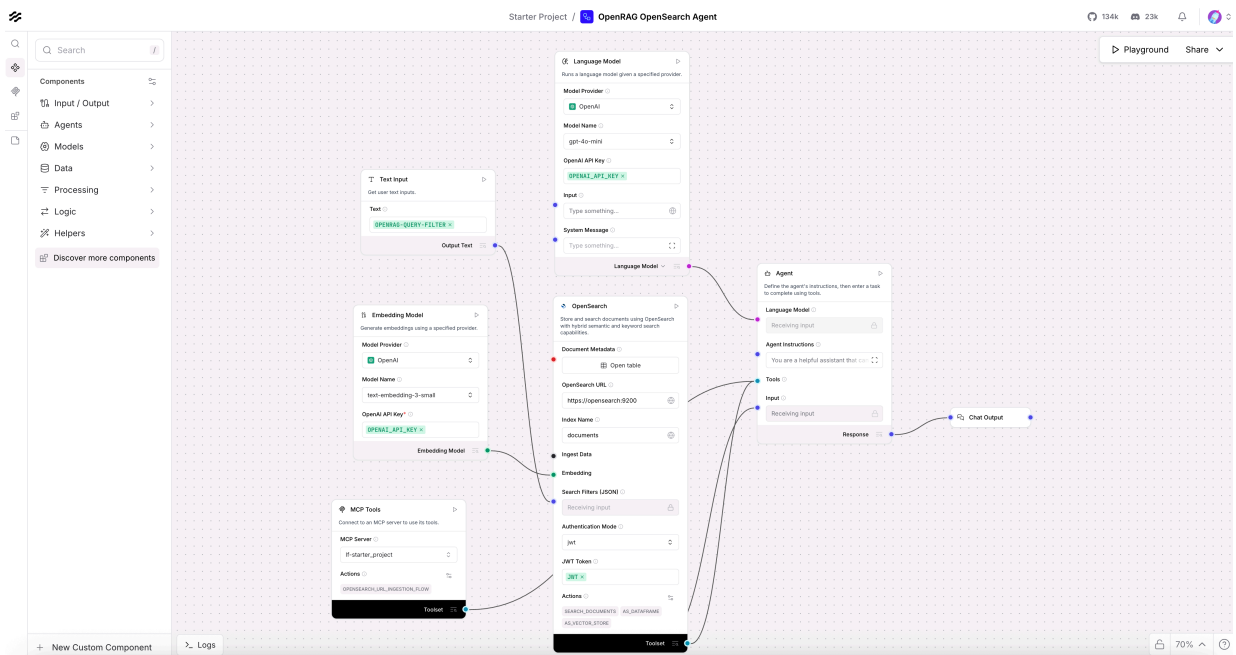 Starter Project / OpenRAG OpenSearch Agent
134k
23k
Search
/
Playground
Share
Components
Input / Output
Agents
Models
Data
Processing
Logic
Helpers
Discover more components
New Custom Component
Logs
70%
Language Model
Runs a language model given a specified provider.
Model Provider
OpenAI
Model Name
gpt-4o-mini
OpenAI API Key
OPENAI_API_KEY ×
Input
Type something...
System Message
Type something...
Language Model
Text Input
Get user text inputs.
Text
OPENRAG-QUERY-FILTER ×
Output Text
Embedding Model
Generate embeddings using a specified provider.
Model Provider
OpenAI
Model Name
text-embedding-3-small
OpenAI API Key*
OPENAI_API_KEY ×
Embedding Model
MCP Tools
Connect to an MCP server to use its tools.
MCP Server
lf-starter_project
Actions
OPENSEARCH_URL_INGESTION_FLOW
Toolset
OpenSearch
Store and search documents using OpenSearch
with hybrid semantic and keyword search
capabilities.
Document Metadata
Open table
OpenSearch URL
https://opensearch:9200
Index Name
documents
Ingest Data
Embedding
Search Filters (JSON)
Receiving input
Authentication Mode
jwt
JWT Token
JWT ×
Actions
SEARCH_DOCUMENTS AS_DATAFRAME
AS_VECTOR_STORE
Toolset
Agent
Define the agent's instructions, then enter a task
to complete using tools.
Language Model
Receiving input
Agent Instructions
You are a helpful assistant that can
Tools
Input
Receiving input
Response
Chat Output